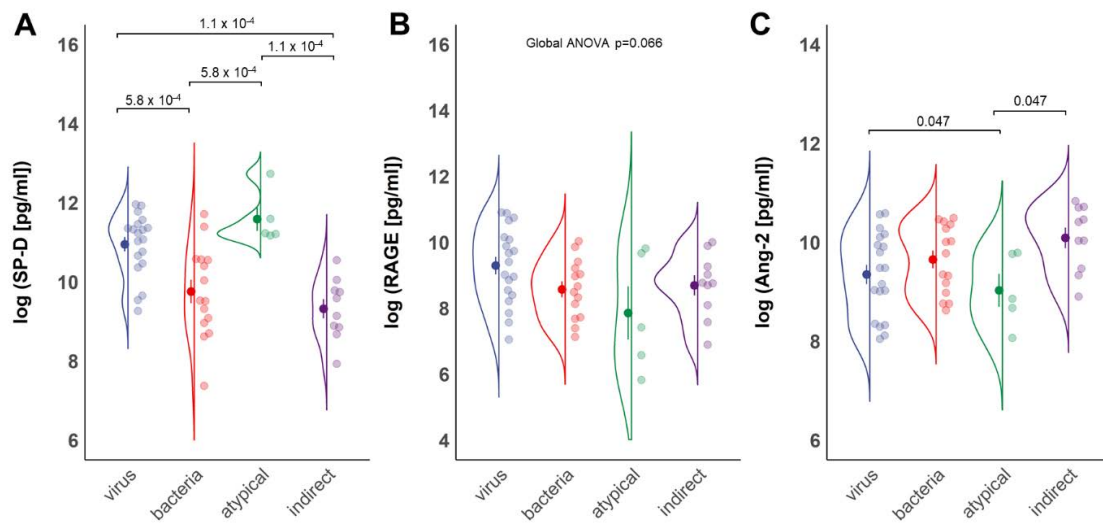 A
log (SP-D [pg/ml])
16
14
12
10
8
6
1.1 x 10⁻⁴
1.1 x 10⁻⁴
5.8 x 10⁻⁴
5.8 x 10⁻⁴
virus
bacteria
atypical
indirect
B
log (RAGE [pg/ml])
16
14
12
10
8
6
4
Global ANOVA p=0.066
virus
bacteria
atypical
indirect
C
log (Ang-2 [pg/ml])
14
12
10
8
6
0.047
0.047
virus
bacteria
atypical
indirect